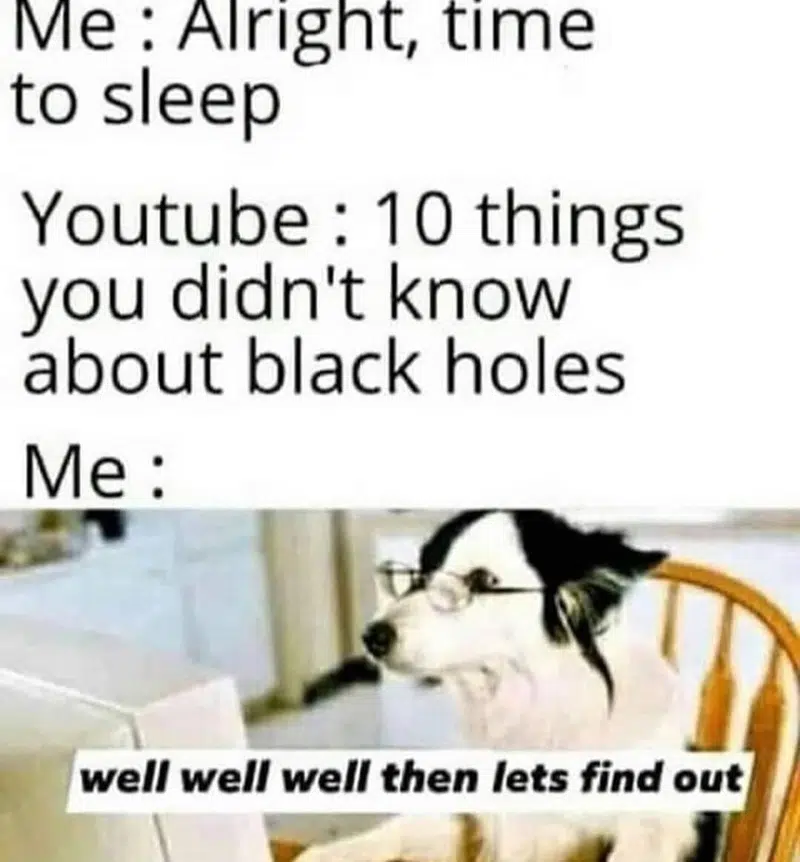 Me : Alright, time
to sleep
Youtube : 10 things
you didn't know
about black holes
Me :
well well well then lets find out